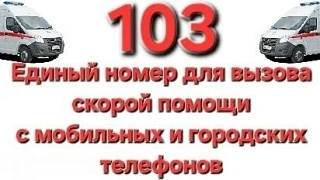 103
Единый номер для вызова
скорой помощи
с мобильных и городских
телефонов